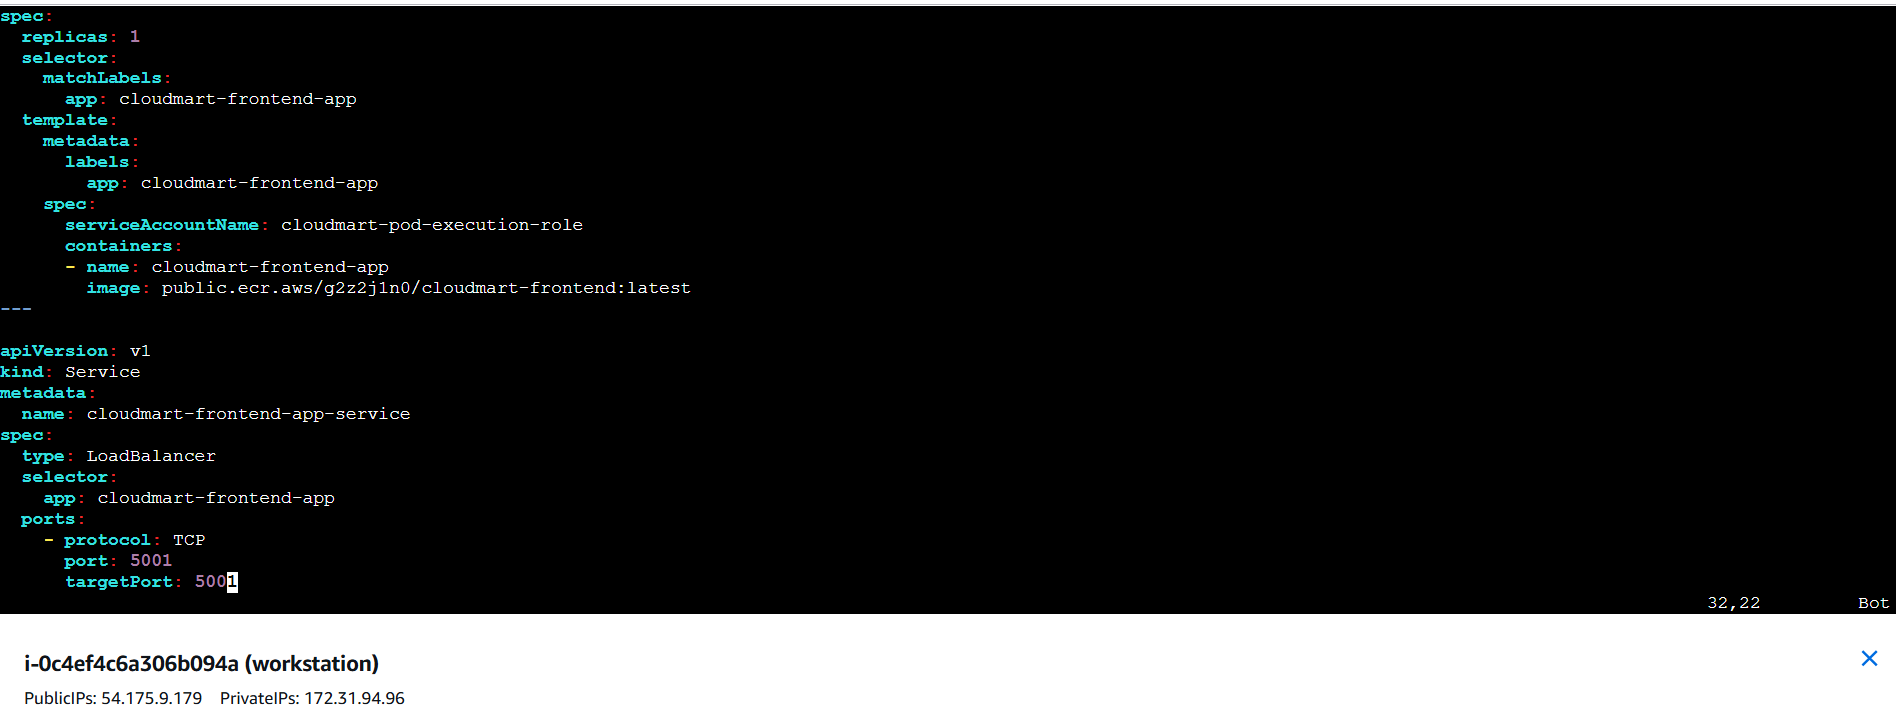 spec:
  replicas: 1
  selector:
    matchLabels:
      app: cloudmart-frontend-app
  template:
    metadata:
      labels:
        app: cloudmart-frontend-app
    spec:
      serviceAccountName: cloudmart-pod-execution-role
      containers:
      - name: cloudmart-frontend-app
        image: public.ecr.aws/g2z2j1n0/cloudmart-frontend:latest
---

apiVersion: v1
kind: Service
metadata:
  name: cloudmart-frontend-app-service
spec:
  type: LoadBalancer
  selector:
    app: cloudmart-frontend-app
  ports:
    - protocol: TCP
      port: 5001
      targetPort: 5001
32,22 Bot
i-0c4ef4c6a306b094a (workstation)
PublicIPs: 54.175.9.179 PrivateIPs: 172.31.94.96